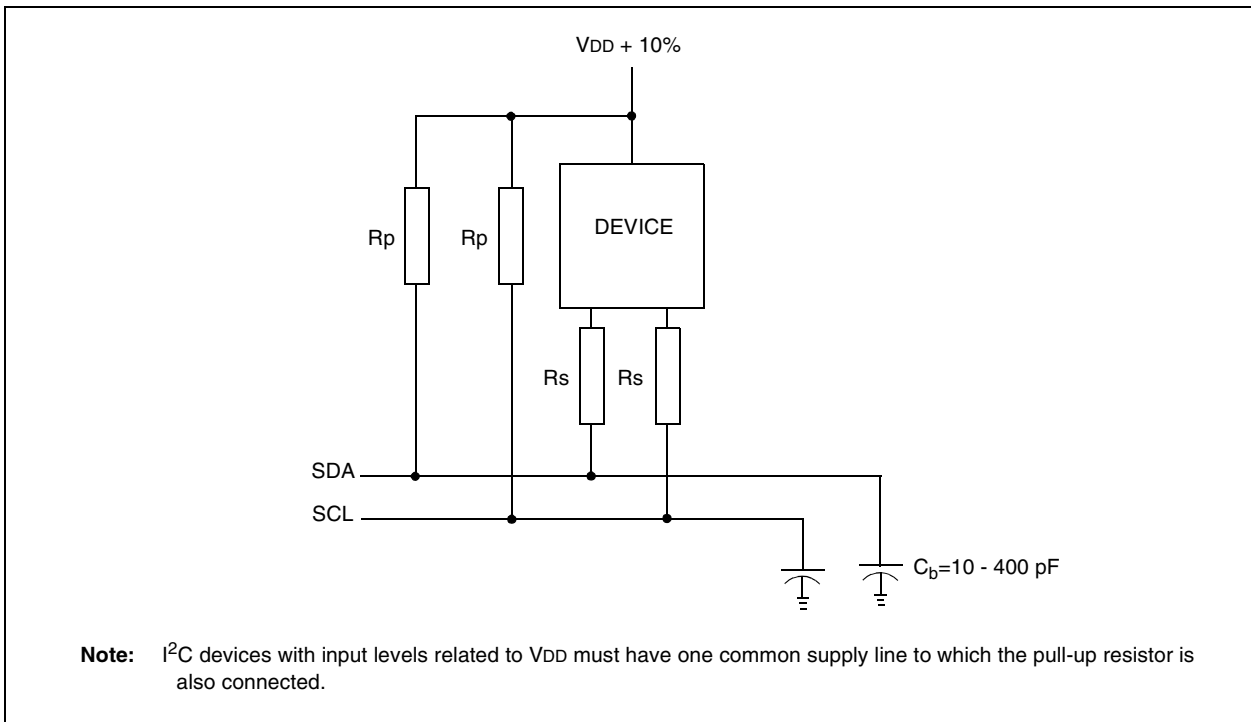 VDD + 10%
Rp
Rp
DEVICE
Rs
Rs
SDA
SCL
Cb=10 - 400 pF
Note: I2C devices with input levels related to VDD must have one common supply line to which the pull-up resistor is
also connected.